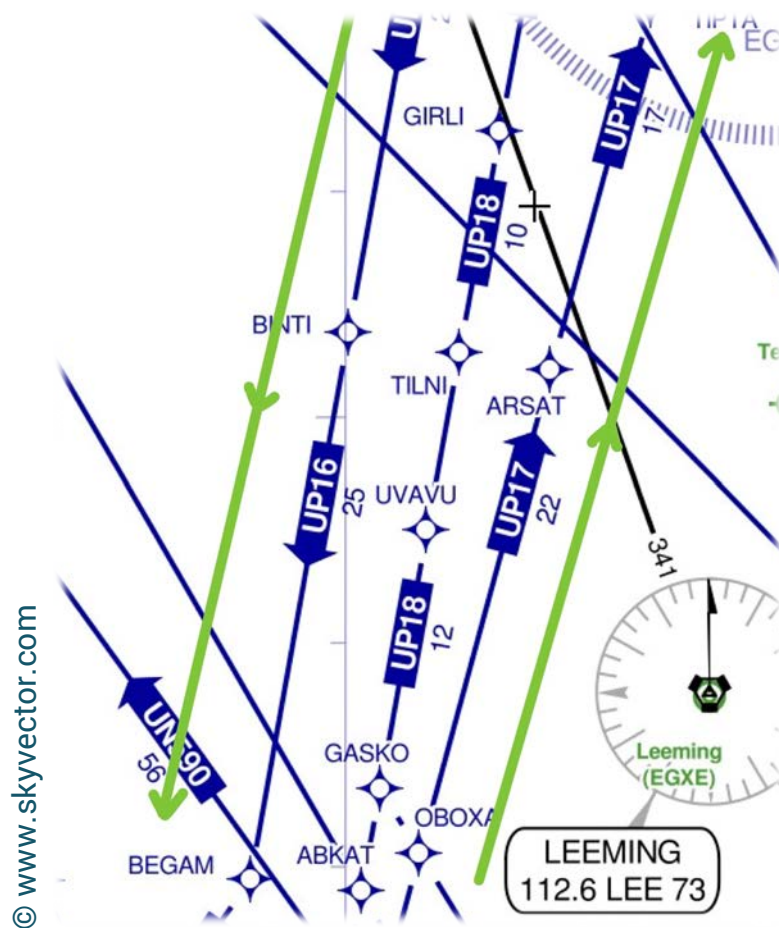 GIRLI
UP17
17
UP18
10
BINTI
TILNI
ARSAT
UP16
25
UVAVU
UP17
22
341
UP18
12
UN590
56
GASKO
Leeming
(EGXE)
OBOXA
BEGAM
ABKAT
LEEMING
112.6 LEE 73
© www.skyvector.com